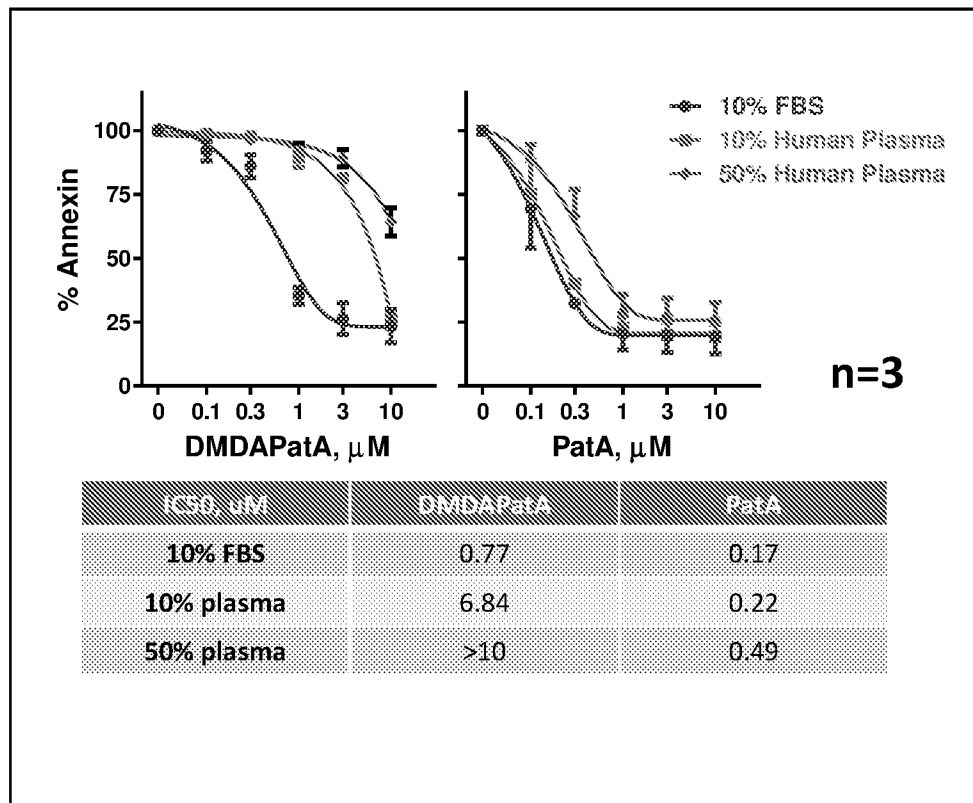 10% FBS
10% Human Plasma
50% Human Plasma
% Annexin
100
75
50
25
0
0 0.1 0.3 1 3 10
DMDAPatA, μM
0 0.1 0.3 1 3 10
PatA, μM
n=3
IC50, uM DMDAPatA PatA
10% FBS 0.77 0.17
10% plasma 6.84 0.22
50% plasma >10 0.49